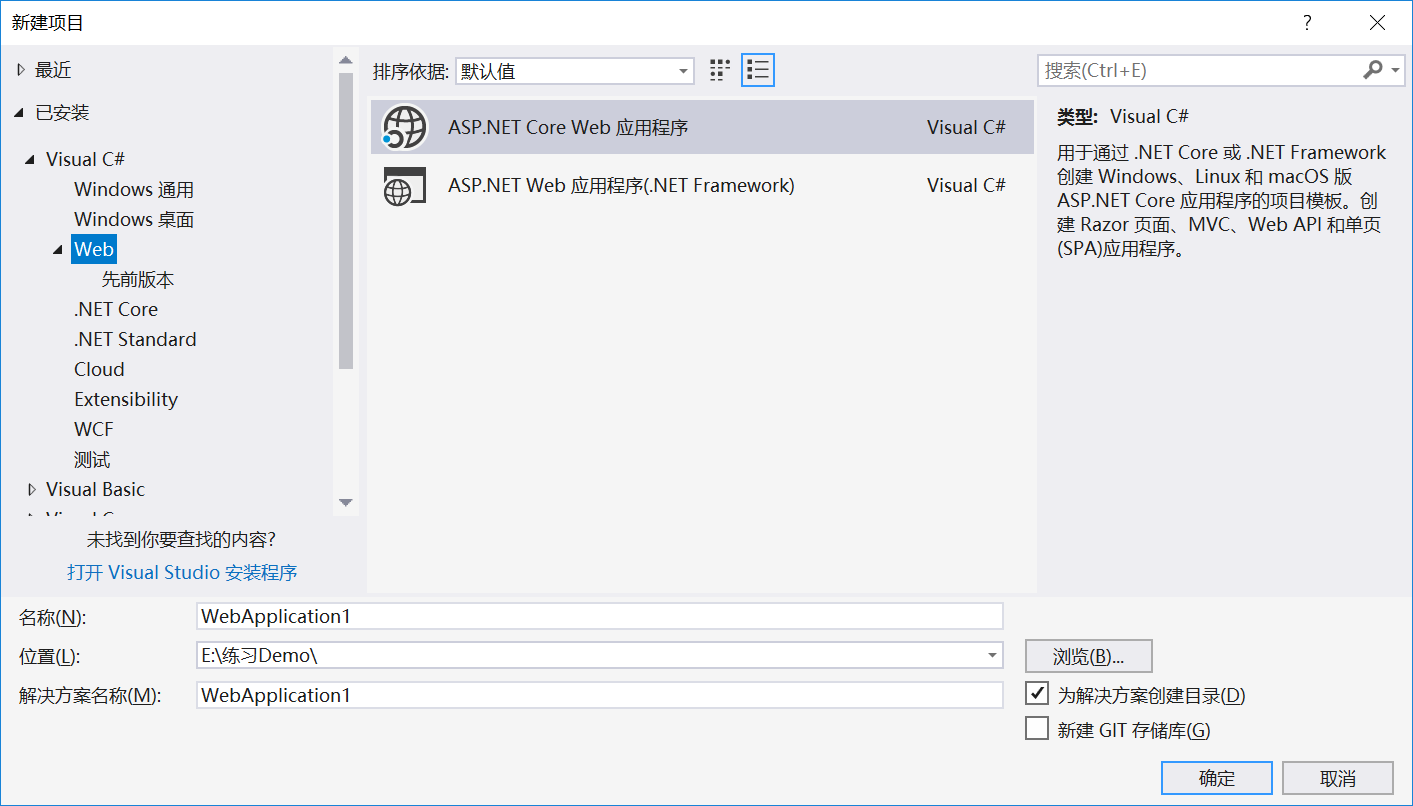 新建项目
?
最近
已安装
Visual C#
Windows 通用
Windows 桌面
Web
先前版本
.NET Core
.NET Standard
Cloud
Extensibility
WCF
测试
Visual Basic
未找到你要查找的内容?
打开 Visual Studio 安装程序
排序依据: 默认值
ASP.NET Core Web 应用程序 Visual C#
ASP.NET Web 应用程序(.NET Framework) Visual C#
搜索(Ctrl+E)
类型: Visual C#
用于通过 .NET Core 或 .NET Framework
创建 Windows、Linux 和 macOS 版
ASP.NET Core 应用程序的项目模板。创
建 Razor 页面、MVC、Web API 和单页
(SPA)应用程序。
名称(N): WebApplication1
位置(L): E:\练习Demo\
浏览(B)...
解决方案名称(M): WebApplication1
为解决方案创建目录(D)
新建 GIT 存储库(G)
确定 取消